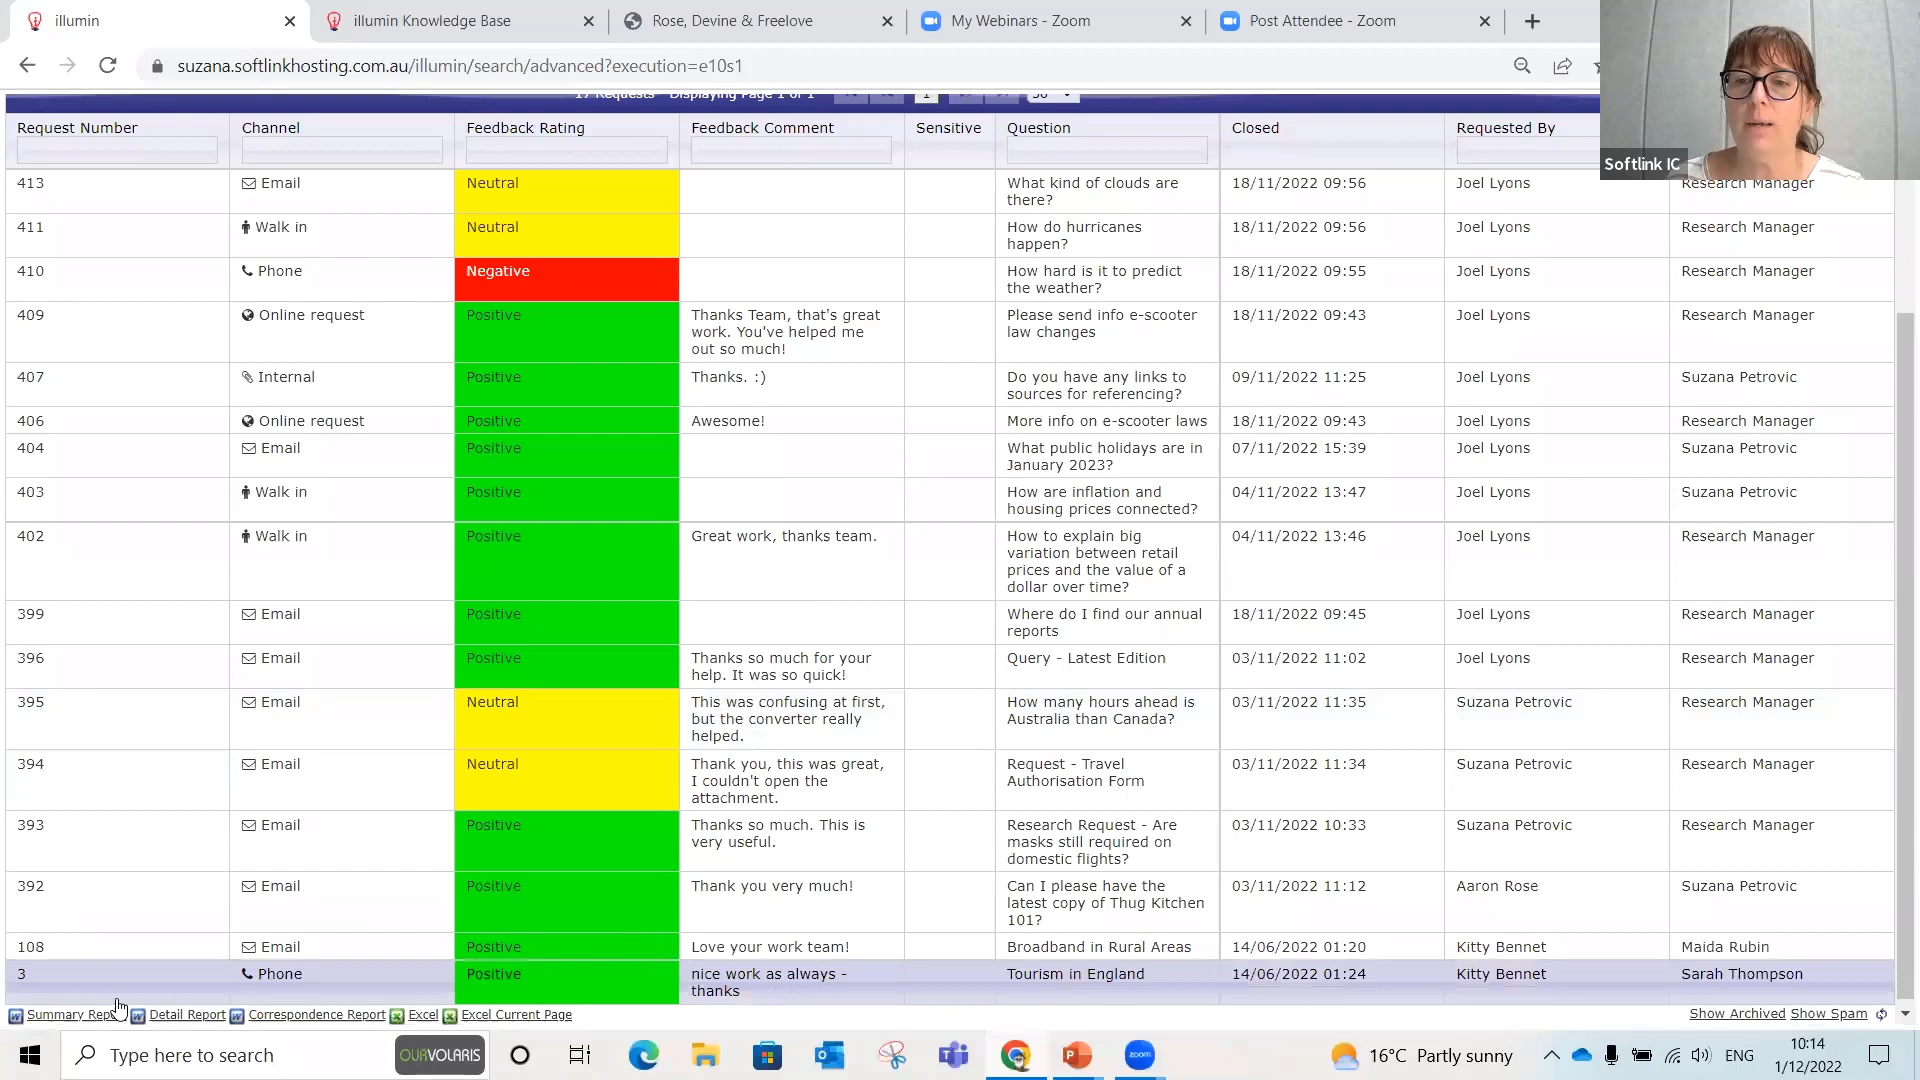 illumin
illumin Knowledge Base
Rose, Devine & Freelove
My Webinars - Zoom
Post Attendee - Zoom
suzana.softlinkhosting.com.au/illumin/search/advanced?execution=e10s1
17 Requests Displaying Page 1 of 1 1 50
Request Number Channel Feedback Rating Feedback Comment Sensitive Question Closed Requested By
Softlink IC
413 Email Neutral What kind of clouds are 18/11/2022 09:56 Joel Lyons Research Manager
there?
411 Walk in Neutral How do hurricanes 18/11/2022 09:56 Joel Lyons Research Manager
happen?
410 Phone Negative How hard is it to predict 18/11/2022 09:55 Joel Lyons Research Manager
the weather?
409 Online request Positive Thanks Team, that's great Please send info e-scooter 18/11/2022 09:43 Joel Lyons Research Manager
work. You've helped me law changes
out so much!
407 Internal Positive Thanks. :) Do you have any links to 09/11/2022 11:25 Joel Lyons Suzana Petrovic
sources for referencing?
406 Online request Positive Awesome! More info on e-scooter laws 18/11/2022 09:43 Joel Lyons Research Manager
404 Email Positive What public holidays are in 07/11/2022 15:39 Joel Lyons Suzana Petrovic
January 2023?
403 Walk in Positive How are inflation and 04/11/2022 13:47 Joel Lyons Suzana Petrovic
housing prices connected?
402 Walk in Positive Great work, thanks team. How to explain big 04/11/2022 13:46 Joel Lyons Research Manager
variation between retail
prices and the value of a
dollar over time?
399 Email Positive Where do I find our annual 18/11/2022 09:45 Joel Lyons Research Manager
reports
396 Email Positive Thanks so much for your Query - Latest Edition 03/11/2022 11:02 Joel Lyons Research Manager
help. It was so quick!
395 Email Neutral This was confusing at first, How many hours ahead is 03/11/2022 11:35 Suzana Petrovic Research Manager
but the converter really Australia than Canada?
helped.
394 Email Neutral Thank you, this was great, Request - Travel 03/11/2022 11:34 Suzana Petrovic Research Manager
I couldn't open the Authorisation Form
attachment.
393 Email Positive Thanks so much. This is Research Request - Are 03/11/2022 10:33 Suzana Petrovic Research Manager
very useful. masks still required on
domestic flights?
392 Email Positive Thank you very much! Can I please have the 03/11/2022 11:12 Aaron Rose Suzana Petrovic
latest copy of Thug Kitchen
101?
108 Email Positive Love your work team! Broadband in Rural Areas 14/06/2022 01:20 Kitty Bennet Maida Rubin
3 Phone Positive nice work as always - Tourism in England 14/06/2022 01:24 Kitty Bennet Sarah Thompson
thanks
Summary Rep Detail Report Correspondence Report Excel Excel Current Page Show Archived Show Spam
Type here to search OURVOLARIS zoom 16°C Partly sunny ENG 10:14
1/12/2022